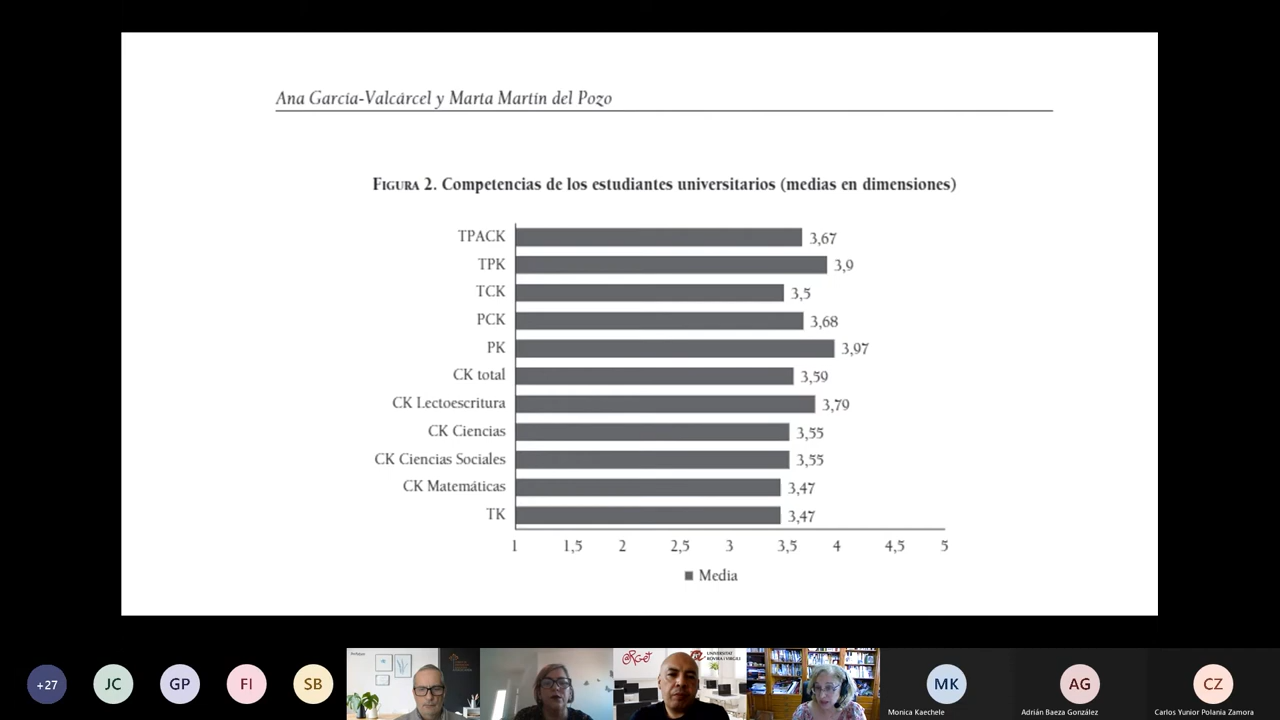 Ana García-Valcárcel y Marta Martín del Pozo
FIGURA 2. Competencias de los estudiantes universitarios (medias en dimensiones)
TPACK 3,67
TPK 3,9
TCK 3,5
PCK 3,68
PK 3,97
CK total 3,59
CK Lectoescritura 3,79
CK Ciencias 3,55
CK Ciencias Sociales 3,55
CK Matemáticas 3,47
TK 3,47
1 1,5 2 2,5 3 3,5 4 4,5 5
Media
+27 JC GP FI SB MK AG CZ
ARGET UNIVERSITAT ROVIRA I VIRGILI
Monica Kaechele Adrián Baeza González Carlos Yunior Polania Zamora